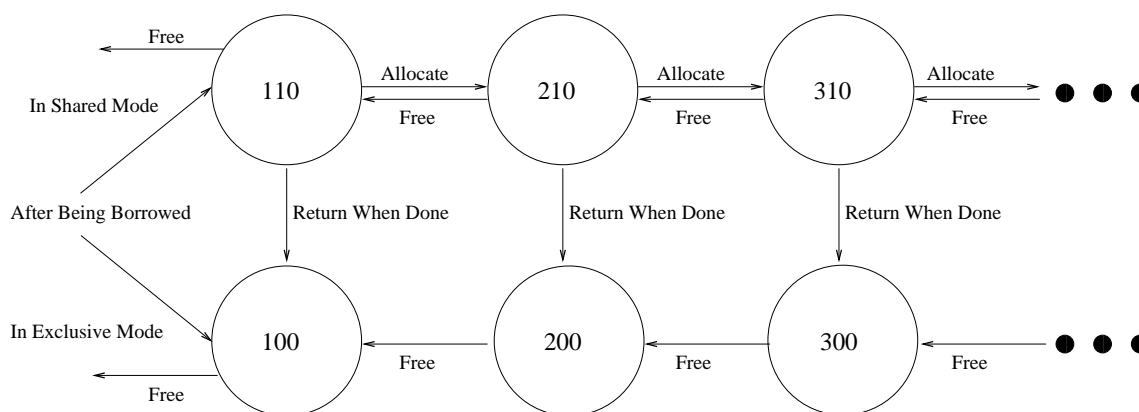 Free
Allocate
Allocate
Allocate
110
210
310
In Shared Mode
Free
Free
Free
After Being Borrowed
Return When Done
Return When Done
Return When Done
In Exclusive Mode
100
200
300
Free
Free
Free
Free